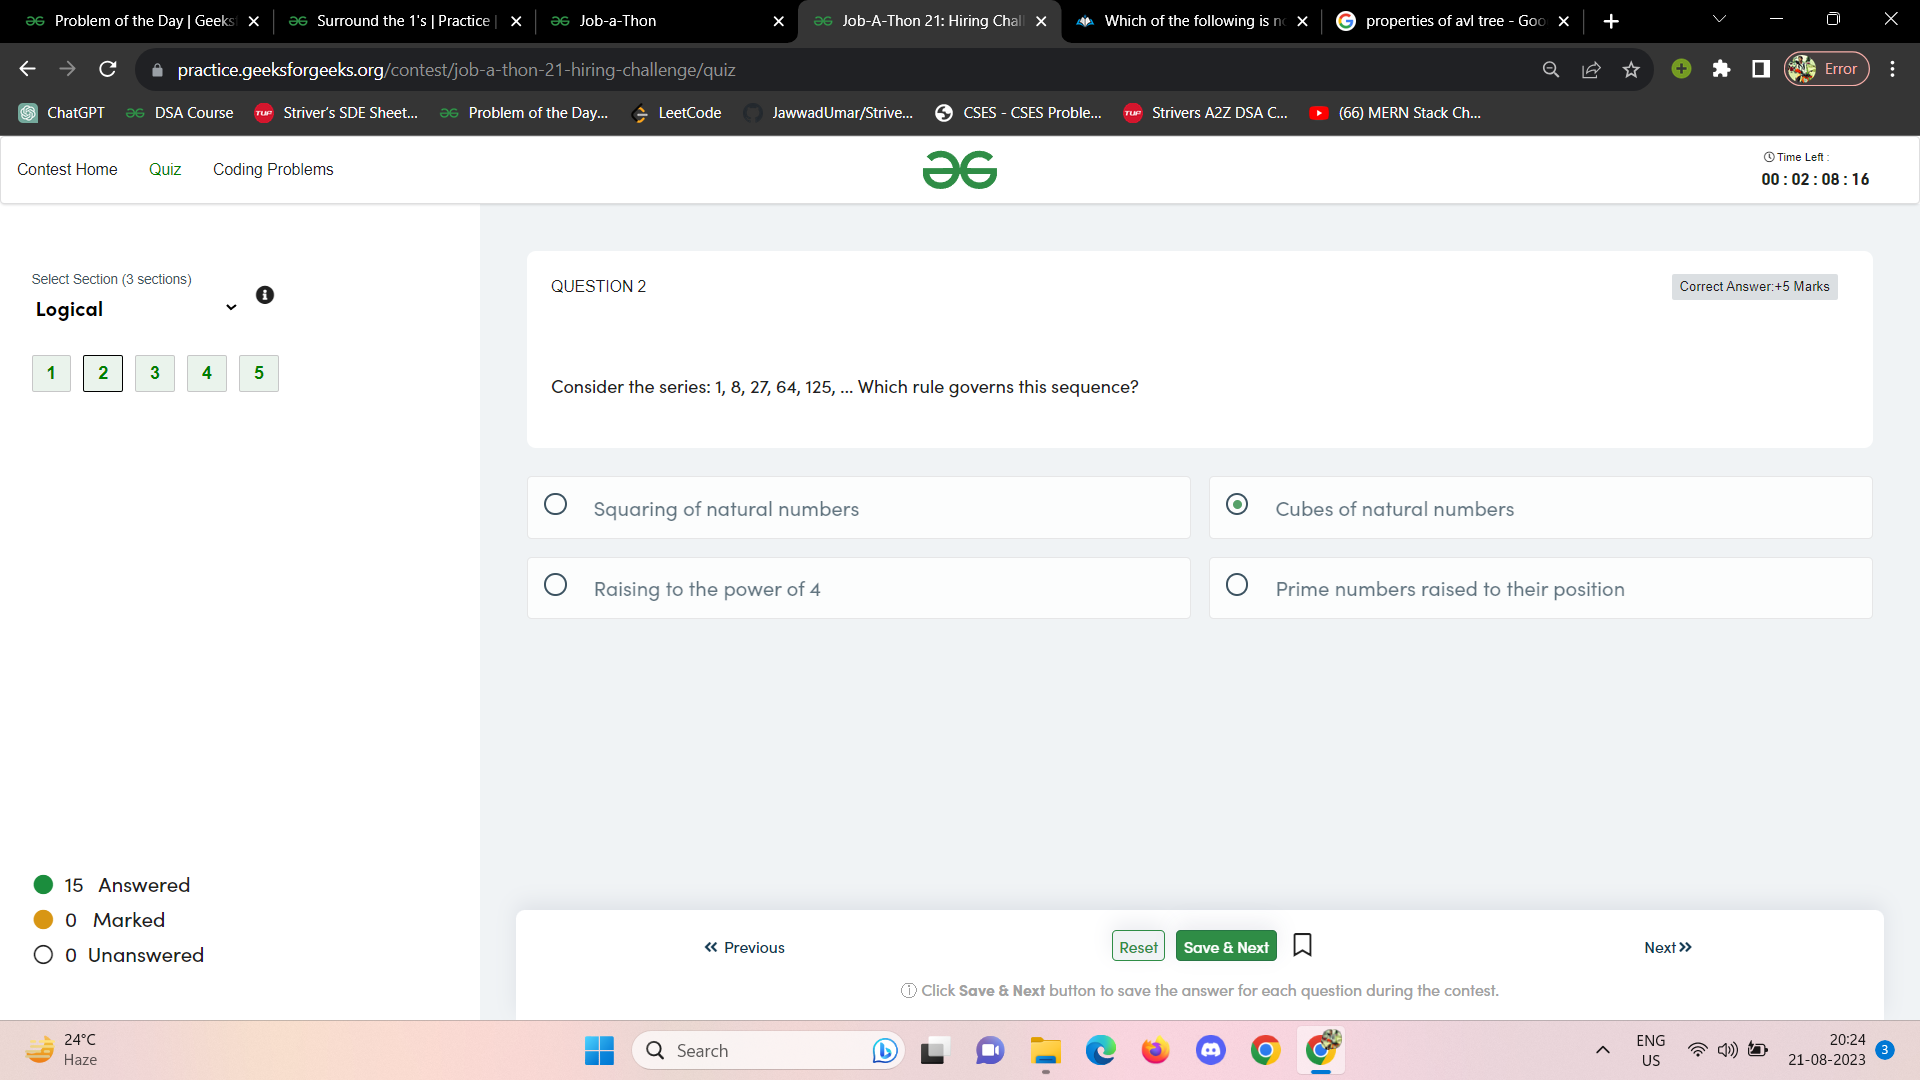 Problem of the Day | Geeks
Surround the 1's | Practice |
Job-a-Thon
Job-A-Thon 21: Hiring Chal
Which of the following is n
properties of avl tree - Goo
practice.geeksforgeeks.org/contest/job-a-thon-21-hiring-challenge/quiz
Error
ChatGPT
DSA Course
Striver's SDE Sheet...
Problem of the Day...
LeetCode
JawwadUmar/Strive...
CSES - CSES Proble...
Strivers A2Z DSA C...
(66) MERN Stack Ch...
Contest Home
Quiz
Coding Problems
Time Left :
00 : 02 : 08 : 16
Select Section (3 sections)
Logical
1 2 3 4 5
QUESTION 2
Correct Answer:+5 Marks
Consider the series: 1, 8, 27, 64, 125, ... Which rule governs this sequence?
Squaring of natural numbers
Cubes of natural numbers
Raising to the power of 4
Prime numbers raised to their position
15 Answered
0 Marked
0 Unanswered
Previous
Reset
Save & Next
Next
Click Save & Next button to save the answer for each question during the contest.
24°C
Haze
Search
ENG
US
20:24
21-08-2023
3